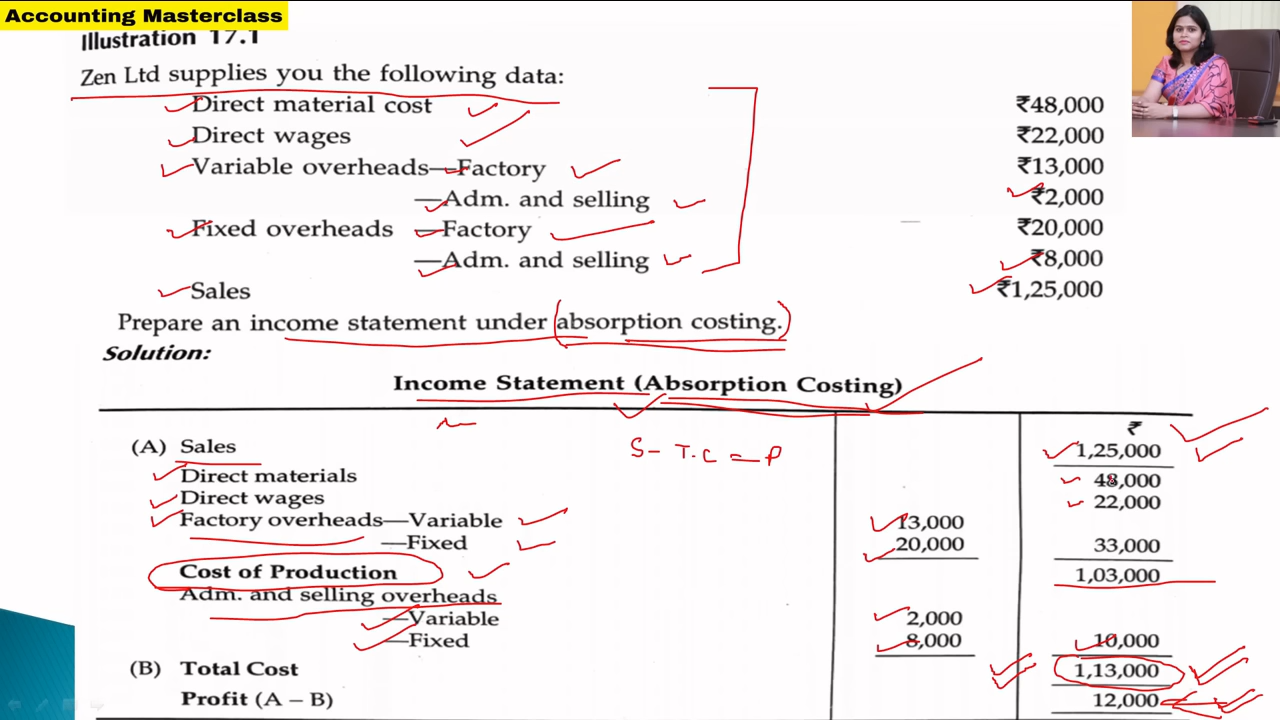 Accounting Masterclass
Illustration 17.1
Zen Ltd supplies you the following data:
Direct material cost ₹48,000
Direct wages ₹22,000
Variable overheads—Factory ₹13,000
—Adm. and selling ₹2,000
Fixed overheads —Factory ₹20,000
—Adm. and selling ₹8,000
Sales ₹1,25,000
Prepare an income statement under absorption costing.
Solution:
Income Statement (Absorption Costing)
₹
(A) Sales 1,25,000
S- T.C = P
Direct materials 48,000
Direct wages 22,000
Factory overheads—Variable 13,000
—Fixed 20,000 33,000
Cost of Production 1,03,000
Adm. and selling overheads
—Variable 2,000
—Fixed 8,000 10,000
(B) Total Cost 1,13,000
Profit (A – B) 12,000